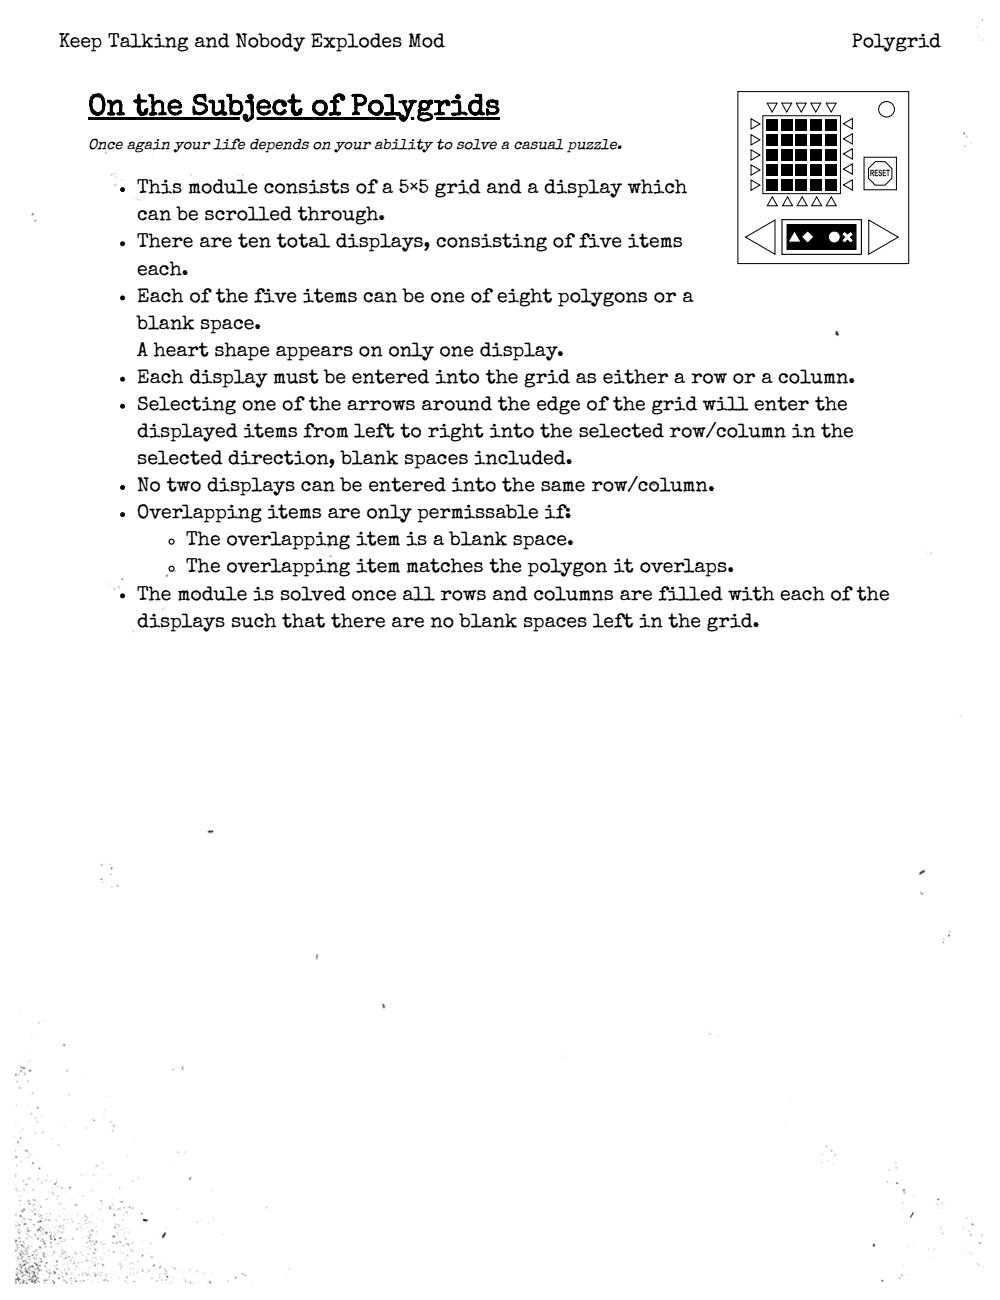 Keep Talking and Nobody Explodes Mod
Polygrid
On the Subject of Polygrids
Once again your life depends on your ability to solve a casual puzzle.
• This module consists of a 5×5 grid and a display which
can be scrolled through.
• There are ten total displays, consisting of five items
each.
• Each of the five items can be one of eight polygons or a
blank space.
A heart shape appears on only one display.
• Each display must be entered into the grid as either a row or a column.
• Selecting one of the arrows around the edge of the grid will enter the
displayed items from left to right into the selected row/column in the
selected direction, blank spaces included.
• No two displays can be entered into the same row/column.
• Overlapping items are only permissable if:
◦ The overlapping item is a blank space.
◦ The overlapping item matches the polygon it overlaps.
• The module is solved once all rows and columns are filled with each of the
displays such that there are no blank spaces left in the grid.
RESET